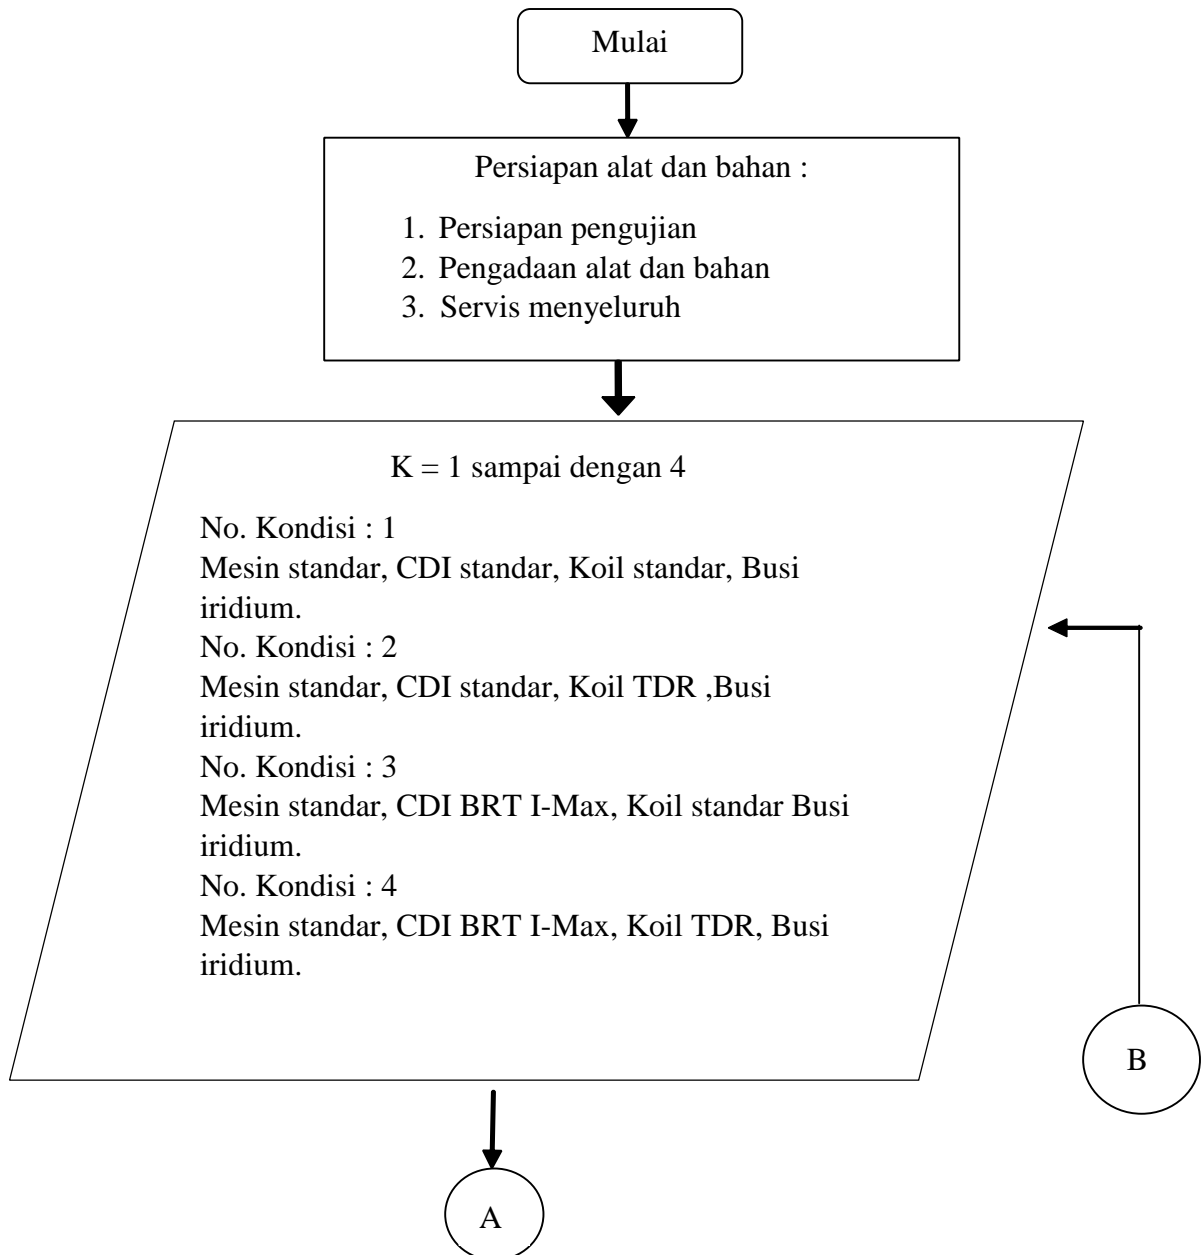 Mulai
Persiapan alat dan bahan :
1. Persiapan pengujian
2. Pengadaan alat dan bahan
3. Servis menyeluruh
K = 1 sampai dengan 4
No. Kondisi : 1
Mesin standar, CDI standar, Koil standar, Busi
iridium.
No. Kondisi : 2
Mesin standar, CDI standar, Koil TDR ,Busi
iridium.
No. Kondisi : 3
Mesin standar, CDI BRT I-Max, Koil standar Busi
iridium.
No. Kondisi : 4
Mesin standar, CDI BRT I-Max, Koil TDR, Busi
iridium.
B
A